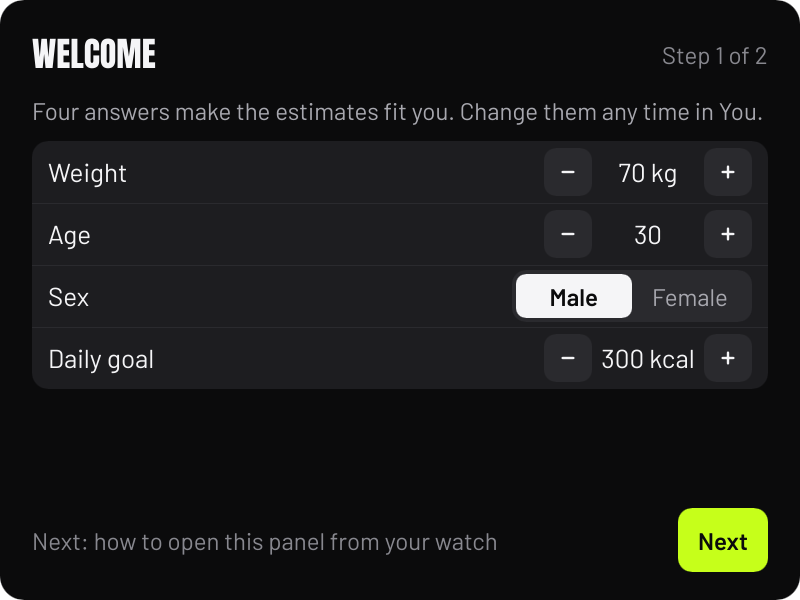 WELCOME
Step 1 of 2
Four answers make the estimates fit you. Change them any time in You.
Weight − 70 kg +
Age − 30 +
Sex Male Female
Daily goal − 300 kcal +
Next: how to open this panel from your watch
Next